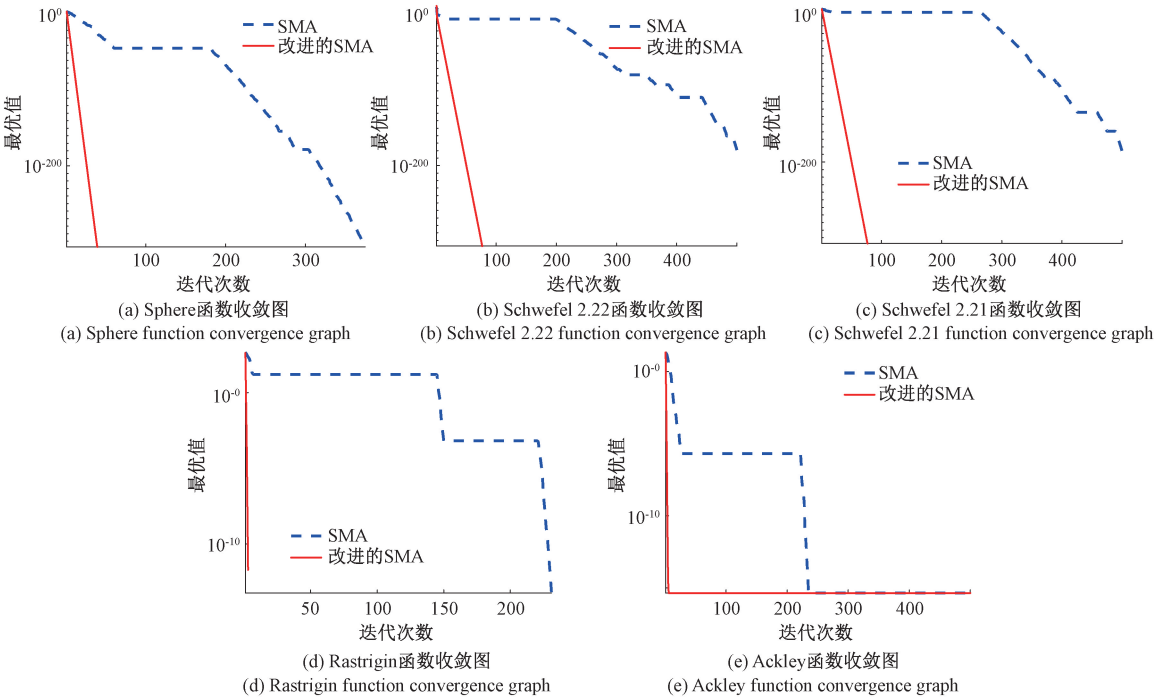 10⁰
SMA
改进的SMA
最优值
10⁻²⁰⁰
100
200
300
迭代次数
(a) Sphere函数收敛图
(a) Sphere function convergence graph
10⁰
SMA
改进的SMA
最优值
10⁻²⁰⁰
100
200
300
400
迭代次数
(b) Schwefel 2.22函数收敛图
(b) Schwefel 2.22 function convergence graph
10⁰
最优值
10⁻²⁰⁰
SMA
改进的SMA
100
200
300
400
迭代次数
(c) Schwefel 2.21函数收敛图
(c) Schwefel 2.21 function convergence graph
10⁻⁰
最优值
10⁻¹⁰
SMA
改进的SMA
50
100
150
200
迭代次数
(d) Rastrigin函数收敛图
(d) Rastrigin function convergence graph
10⁻⁰
SMA
改进的SMA
最优值
10⁻¹⁰
100
200
300
400
迭代次数
(e) Ackley函数收敛图
(e) Ackley function convergence graph